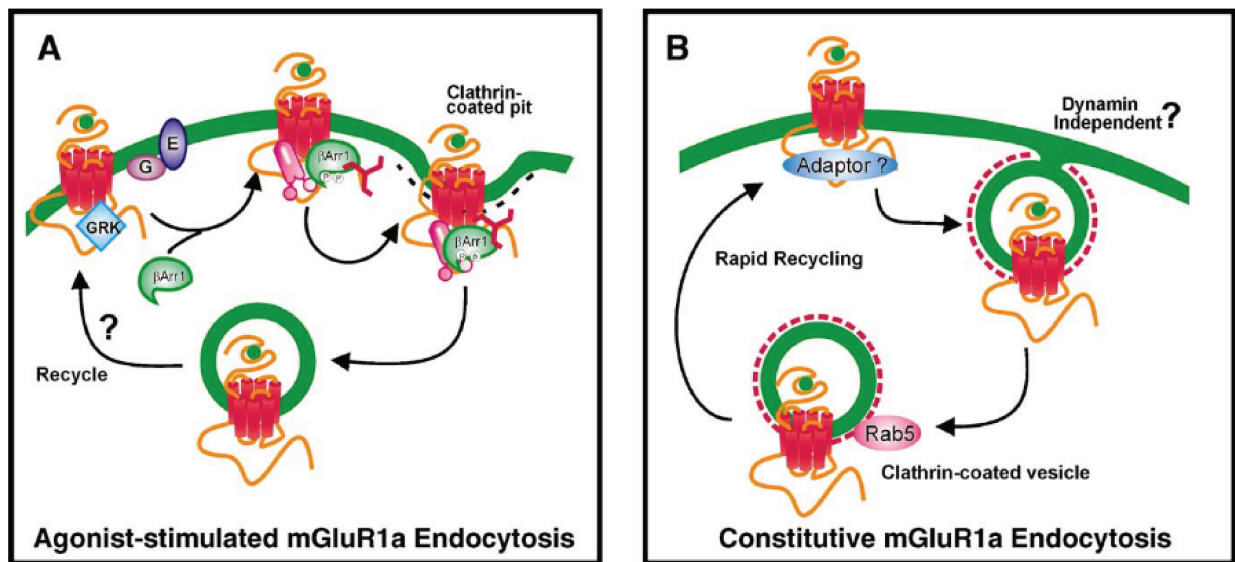 A
G
E
GRK
βArr1
βArr1
P P
Clathrin-
coated pit
βArr1
P P
?
Recycle
Agonist-stimulated mGluR1a Endocytosis
B
Adaptor ?
Dynamin
Independent ?
Rapid Recycling
Rab5
Clathrin-coated vesicle
Constitutive mGluR1a Endocytosis